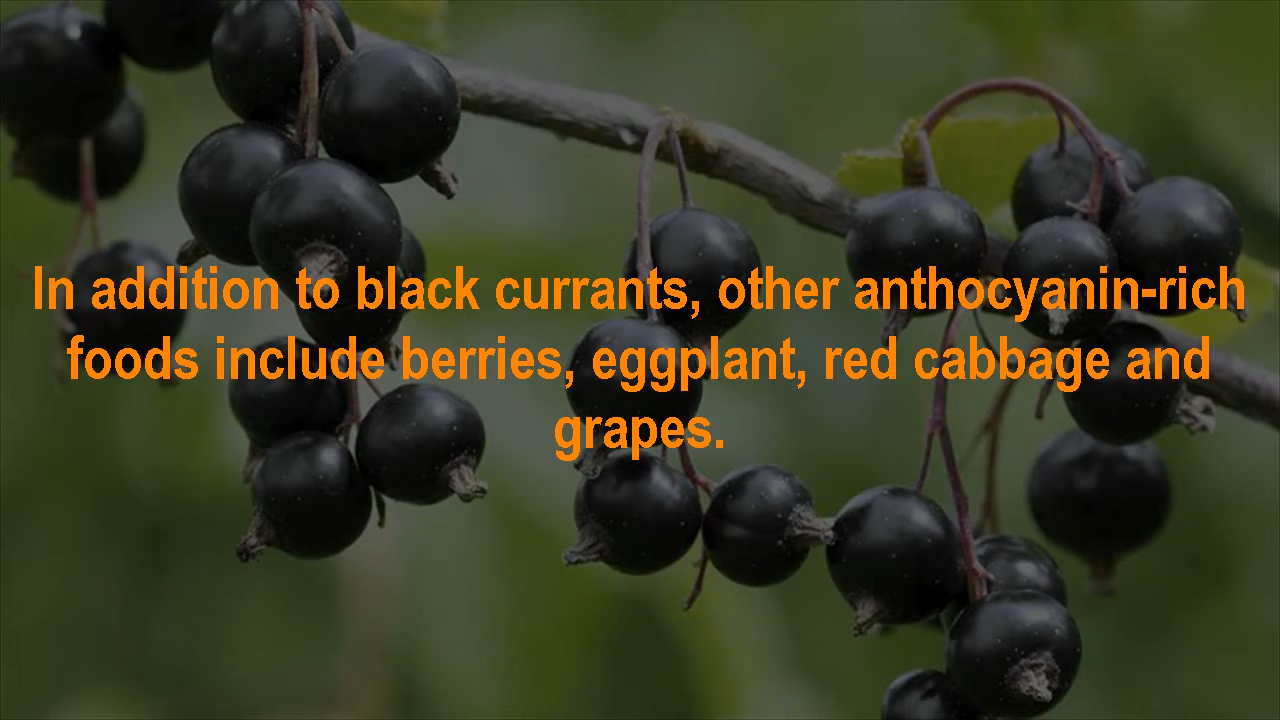 In addition to black currants, other anthocyanin-rich
foods include berries, eggplant, red cabbage and
grapes.